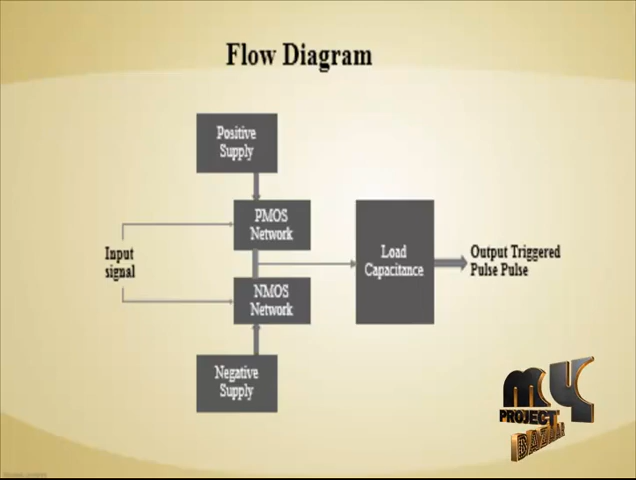 Flow Diagram
Positive
Supply
PMOS
Network
Input
signal
Load
Capacitance
Output Triggered
Pulse Pulse
NMOS
Network
Negative
Supply
MY
PROJECT
BAZAAR